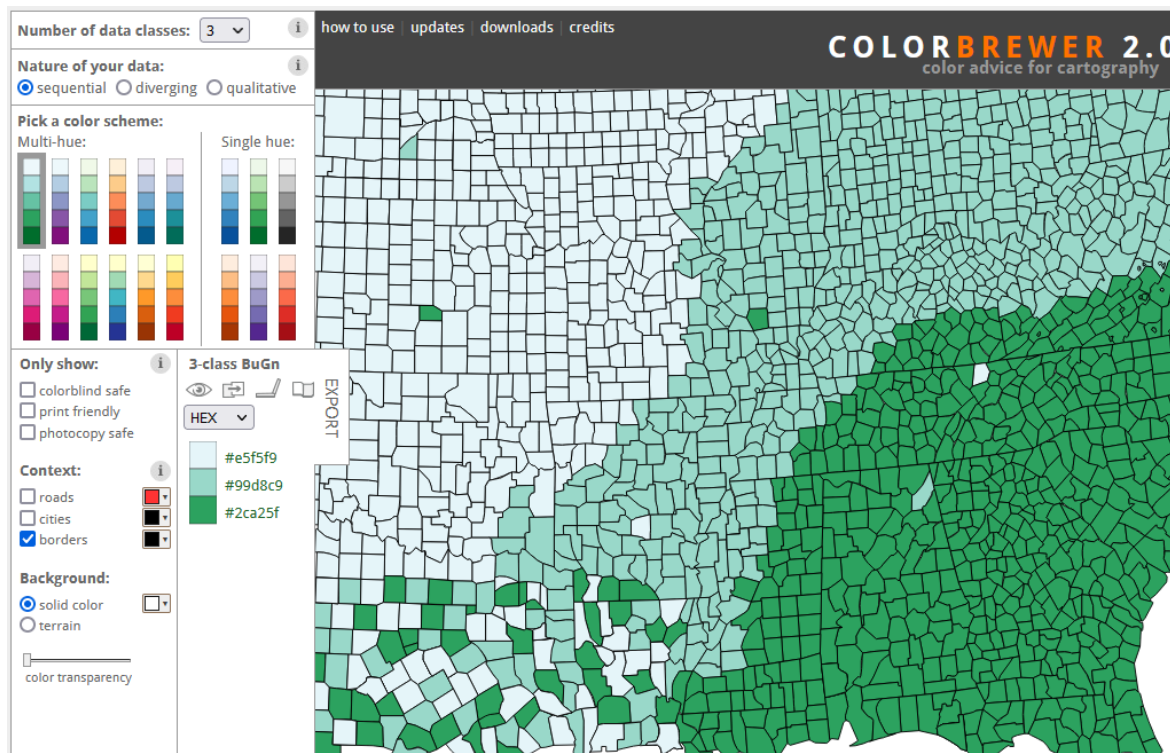 Number of data classes: 3 i
how to use | updates | downloads | credits
COLORBREWER 2.0
color advice for cartography
Nature of your data: i
sequential diverging qualitative
Pick a color scheme:
Multi-hue: Single hue:
Only show: i
colorblind safe
print friendly
photocopy safe
Context: i
roads
cities
borders
Background:
solid color
terrain
color transparency
3-class BuGn
HEX
#e5f5f9
#99d8c9
#2ca25f
EXPORT